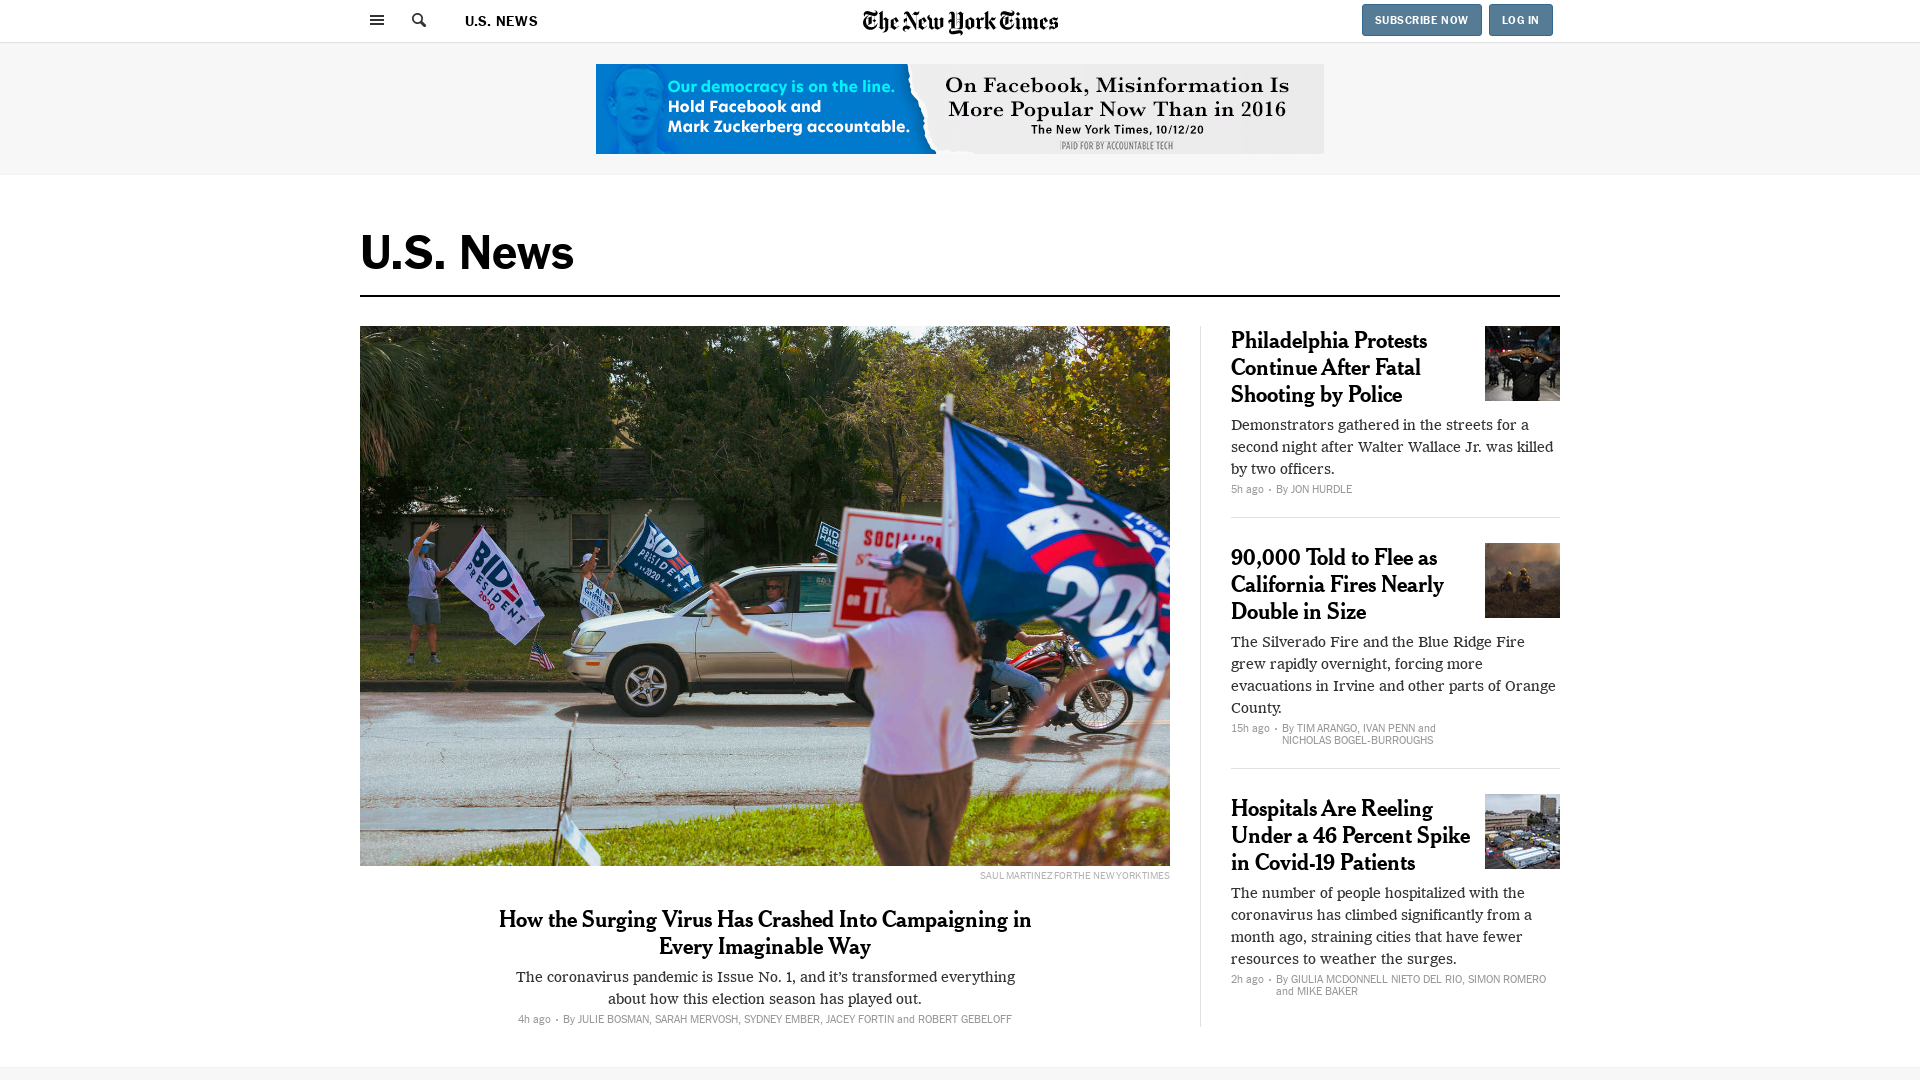 U.S. NEWS
The New York Times
SUBSCRIBE NOW
LOG IN
Our democracy is on the line.
Hold Facebook and
Mark Zuckerberg accountable.
On Facebook, Misinformation Is
More Popular Now Than in 2016
The New York Times, 10/12/20
PAID FOR BY ACCOUNTABLE TECH
U.S. News
BIDEN
PRESIDENT
2020
BIDEN
PRESIDENT
2020
BIDEN
President
SAUL MARTINEZ FOR THE NEW YORK TIMES
How the Surging Virus Has Crashed Into Campaigning in
Every Imaginable Way
The coronavirus pandemic is Issue No. 1, and it’s transformed everything
about how this election season has played out.
4h ago • By JULIE BOSMAN, SARAH MERVOSH, SYDNEY EMBER, JACEY FORTIN and ROBERT GEBELOFF
Philadelphia Protests
Continue After Fatal
Shooting by Police
Demonstrators gathered in the streets for a
second night after Walter Wallace Jr. was killed
by two officers.
5h ago • By JON HURDLE
90,000 Told to Flee as
California Fires Nearly
Double in Size
The Silverado Fire and the Blue Ridge Fire
grew rapidly overnight, forcing more
evacuations in Irvine and other parts of Orange
County.
15h ago • By TIM ARANGO, IVAN PENN and
NICHOLAS BOGEL-BURROUGHS
Hospitals Are Reeling
Under a 46 Percent Spike
in Covid-19 Patients
The number of people hospitalized with the
coronavirus has climbed significantly from a
month ago, straining cities that have fewer
resources to weather the surges.
2h ago • By GIULIA MCDONNELL NIETO DEL RIO, SIMON ROMERO
and MIKE BAKER